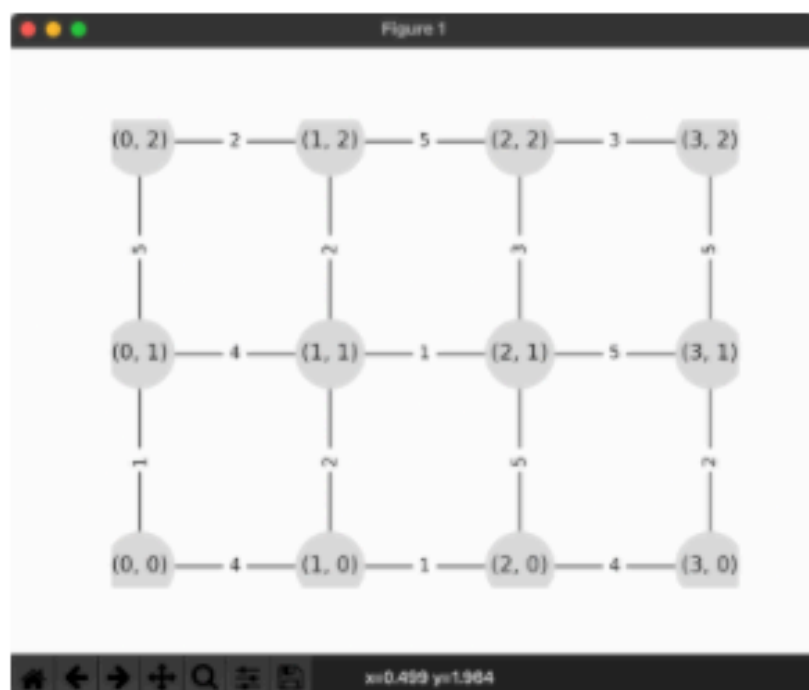 Figure 1
(0, 2) 2 (1, 2) 5 (2, 2) 3 (3, 2)
5 2 3 5
(0, 1) 4 (1, 1) 1 (2, 1) 5 (3, 1)
1 2 5 2
(0, 0) 4 (1, 0) 1 (2, 0) 4 (3, 0)
x=0.499 y=1.964